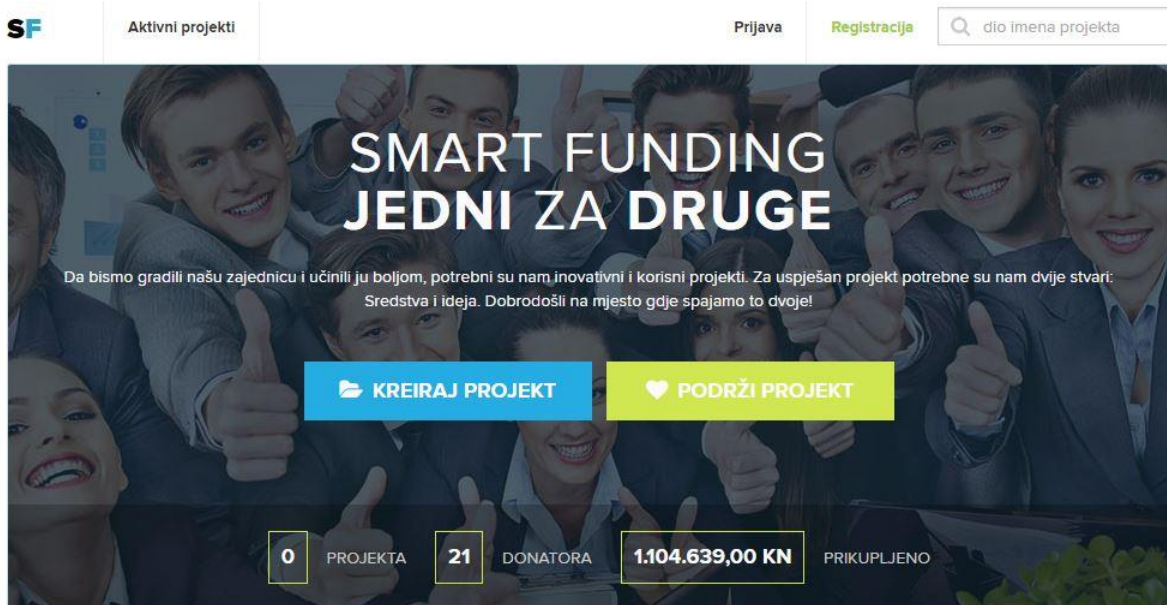 SF
Aktivni projekti
Prijava
Registracija
dio imena projekta
SMART FUNDING
JEDNI ZA DRUGE
Da bismo gradili našu zajednicu i učinili ju boljom, potrebni su nam inovativni i korisni projekti. Za uspješan projekt potrebne su nam dvije stvari:
Sredstva i ideja. Dobrodošli na mjesto gdje spajamo to dvoje!
KREIRAJ PROJEKT
PODRŽI PROJEKT
0 PROJEKTA 21 DONATORA 1.104.639,00 KN PRIKUPLJENO